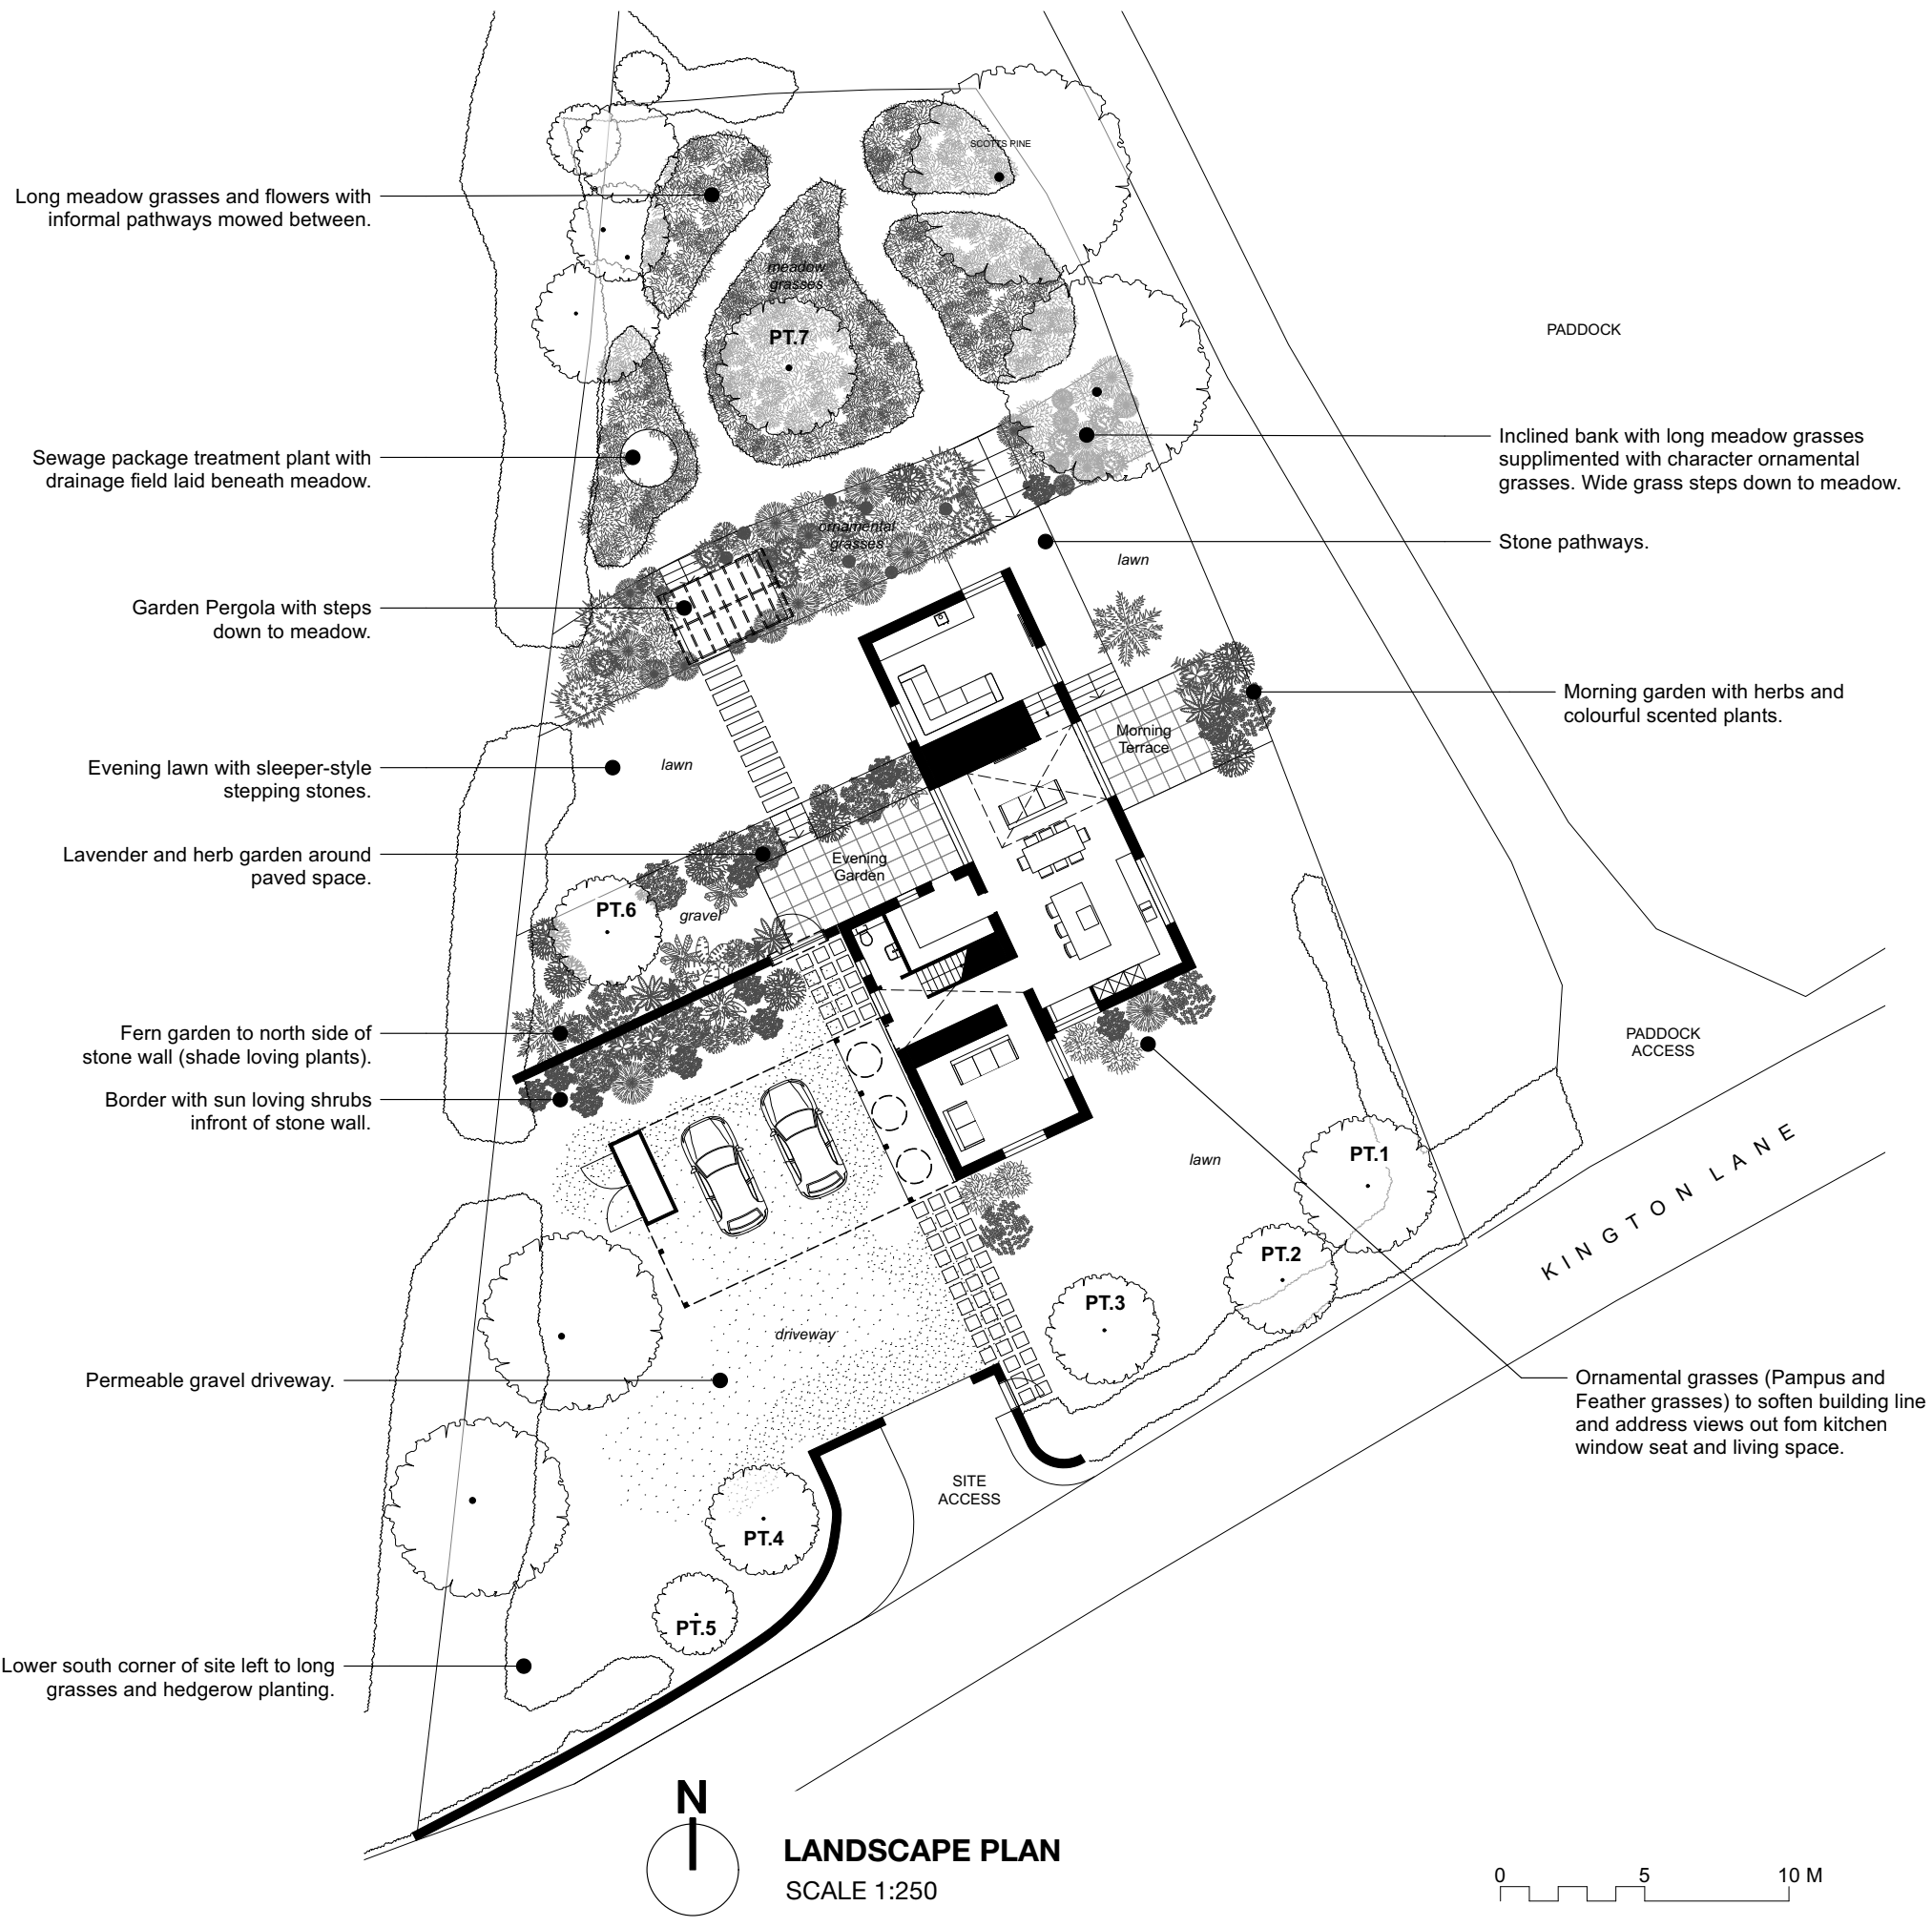 SCOTTS PINE
Long meadow grasses and flowers with
informal pathways mowed between.
meadow
grasses
PT.7
PADDOCK
Sewage package treatment plant with
drainage field laid beneath meadow.
Inclined bank with long meadow grasses
supplimented with character ornamental
grasses. Wide grass steps down to meadow.
ornamental
grasses
Stone pathways.
lawn
Garden Pergola with steps
down to meadow.
Morning garden with herbs and
colourful scented plants.
Morning
Terrace
Evening lawn with sleeper-style
stepping stones.
lawn
Lavender and herb garden around
paved space.
Evening
Garden
PT.6
gravel
Fern garden to north side of
stone wall (shade loving plants).
PADDOCK
ACCESS
Border with sun loving shrubs
infront of stone wall.
lawn
PT.1
KINGTON LANE
PT.2
PT.3
driveway
Permeable gravel driveway.
Ornamental grasses (Pampus and
Feather grasses) to soften building line
and address views out fom kitchen
window seat and living space.
SITE
ACCESS
PT.4
PT.5
Lower south corner of site left to long
grasses and hedgerow planting.
N
LANDSCAPE PLAN
SCALE 1:250
0 5 10 M